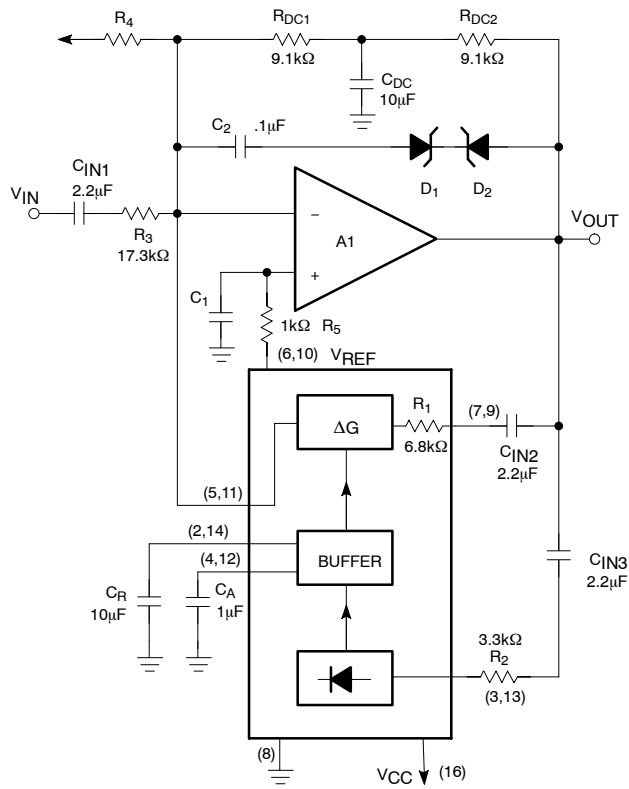 R4
RDC1
RDC2
9.1kΩ
9.1kΩ
CDC
10µF
C2
.1µF
CIN1
2.2µF
D1
D2
VIN
R3
17.3kΩ
−
A1
+
VOUT
C1
1kΩ R5
(6,10)
VREF
ΔG
R1
6.8kΩ
(7,9)
CIN2
2.2µF
(5,11)
(2,14)
(4,12)
BUFFER
CIN3
2.2µF
CR
10µF
CA
1µF
3.3kΩ
R2
(3,13)
(8)
VCC
(16)